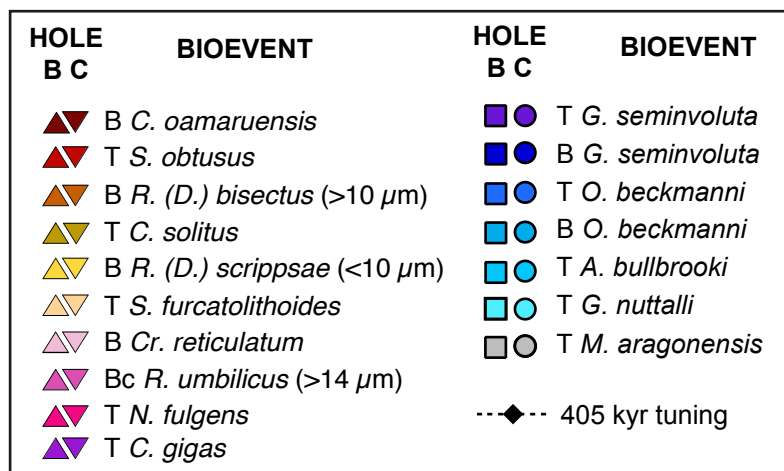 HOLE BIOEVENT
B C
B C. oamaruensis
T S. obtusus
B R. (D.) bisectus (>10 µm)
T C. solitus
B R. (D.) scrippsae (<10 µm)
T S. furcatolithoides
B Cr. reticulatum
Bc R. umbilicus (>14 µm)
T N. fulgens
T C. gigas
HOLE BIOEVENT
B C
T G. seminvoluta
B G. seminvoluta
T O. beckmanni
B O. beckmanni
T A. bullbrooki
T G. nuttalli
T M. aragonensis
405 kyr tuning